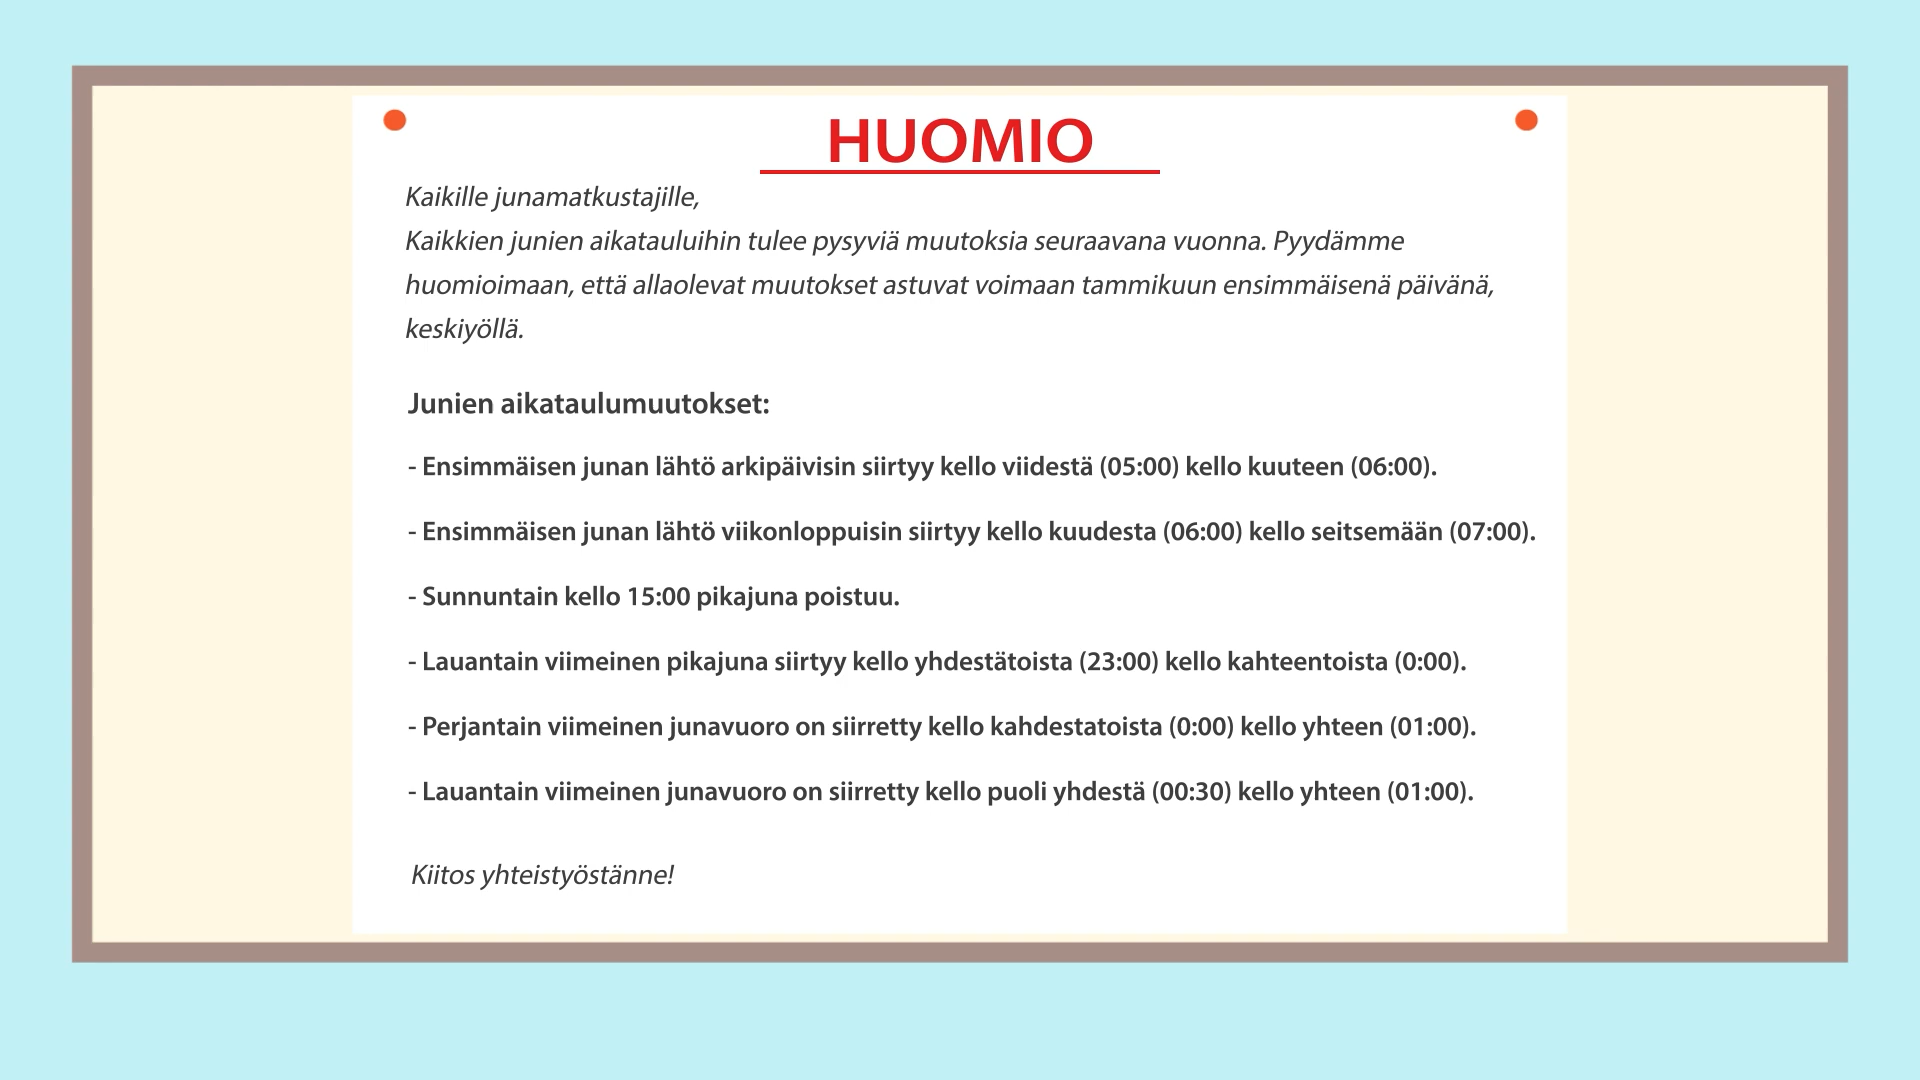 HUOMIO
Kaikille junamatkustajille,
Kaikkien junien aikatauluihin tulee pysyviä muutoksia seuraavana vuonna. Pyydämme
huomioimaan, että allaolevat muutokset astuvat voimaan tammikuun ensimmäisenä päivänä,
keskiyöllä.
Junien aikataulumuutokset:
- Ensimmäisen junan lähtö arkipäivisin siirtyy kello viidestä (05:00) kello kuuteen (06:00).
- Ensimmäisen junan lähtö viikonloppuisin siirtyy kello kuudesta (06:00) kello seitsemään (07:00).
- Sunnuntain kello 15:00 pikajuna poistuu.
- Lauantain viimeinen pikajuna siirtyy kello yhdestätoista (23:00) kello kahteentoista (0:00).
- Perjantain viimeinen junavuoro on siirretty kello kahdestatoista (0:00) kello yhteen (01:00).
- Lauantain viimeinen junavuoro on siirretty kello puoli yhdestä (00:30) kello yhteen (01:00).
Kiitos yhteistyöstänne!